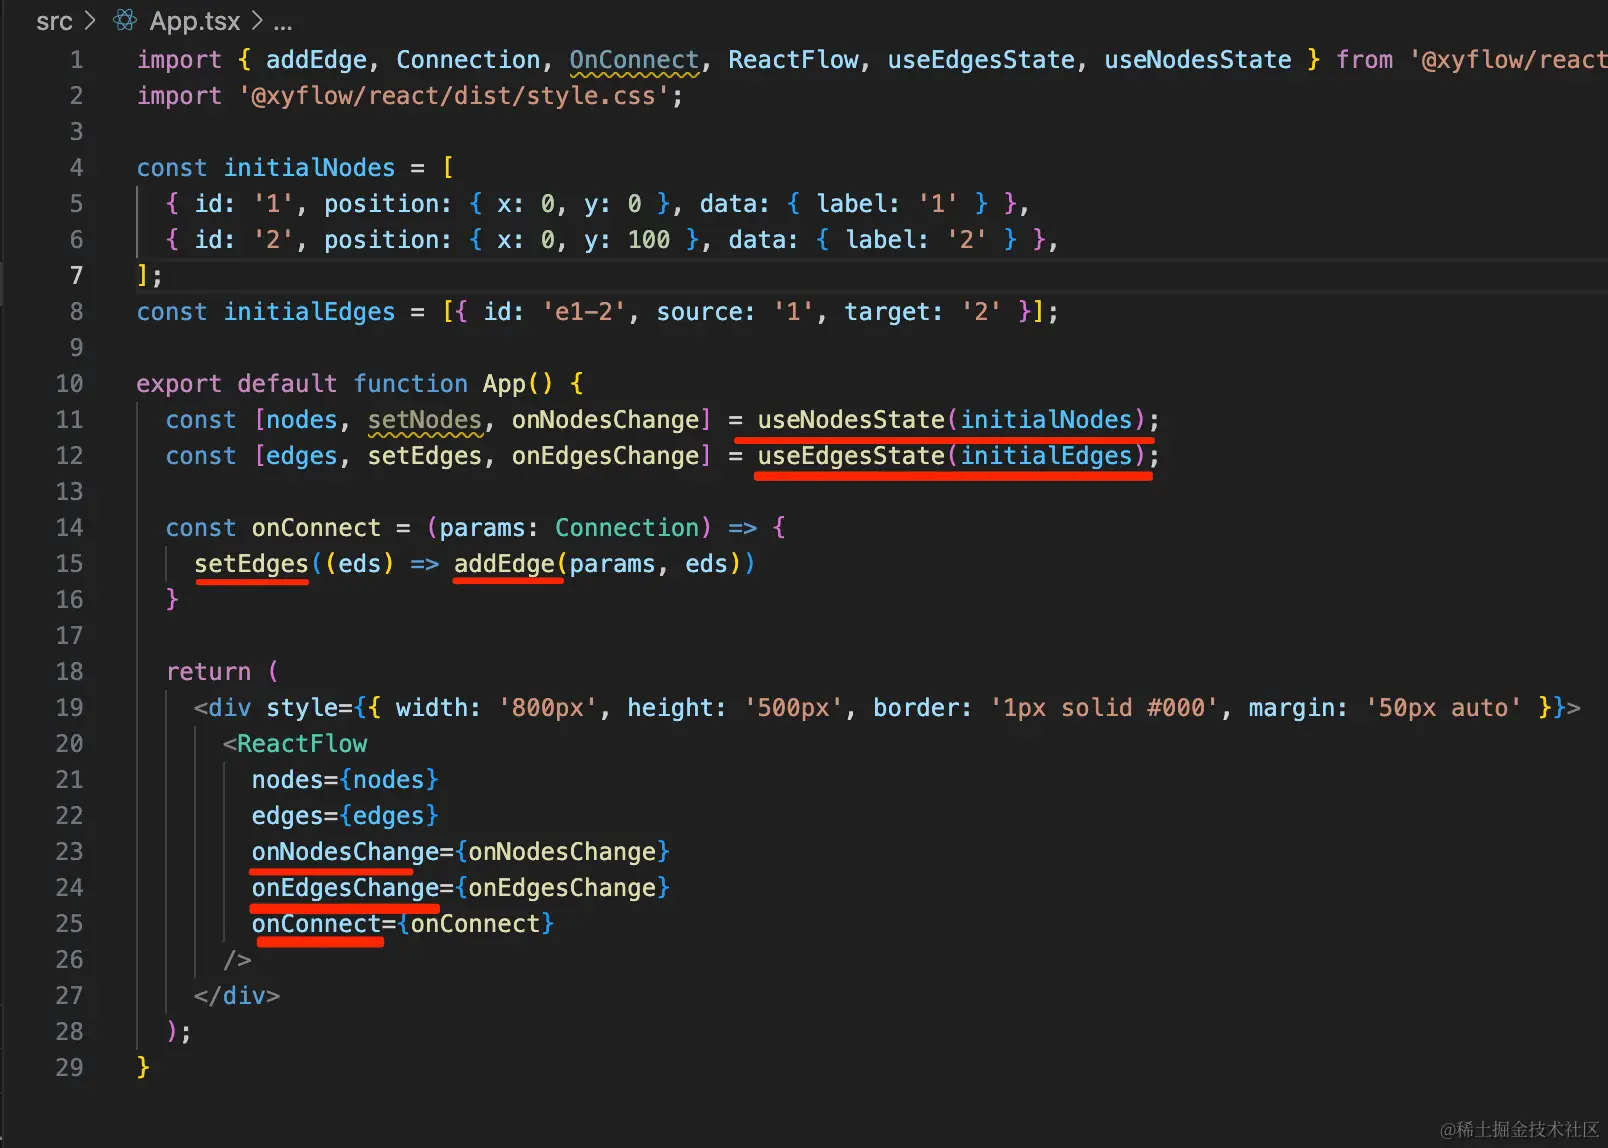 src > App.tsx > ...
1 import { addEdge, Connection, OnConnect, ReactFlow, useEdgesState, useNodesState } from '@xyflow/react
2 import '@xyflow/react/dist/style.css';
3
4 const initialNodes = [
5   { id: '1', position: { x: 0, y: 0 }, data: { label: '1' } },
6   { id: '2', position: { x: 0, y: 100 }, data: { label: '2' } },
7 ];
8 const initialEdges = [{ id: 'e1-2', source: '1', target: '2' }];
9
10 export default function App() {
11   const [nodes, setNodes, onNodesChange] = useNodesState(initialNodes);
12   const [edges, setEdges, onEdgesChange] = useEdgesState(initialEdges);
13
14   const onConnect = (params: Connection) => {
15     setEdges((eds) => addEdge(params, eds))
16   }
17
18   return (
19     <div style={{ width: '800px', height: '500px', border: '1px solid #000', margin: '50px auto' }}>
20       <ReactFlow
21         nodes={nodes}
22         edges={edges}
23         onNodesChange={onNodesChange}
24         onEdgesChange={onEdgesChange}
25         onConnect={onConnect}
26       />
27     </div>
28   );
29 }
@稀土掘金技术社区